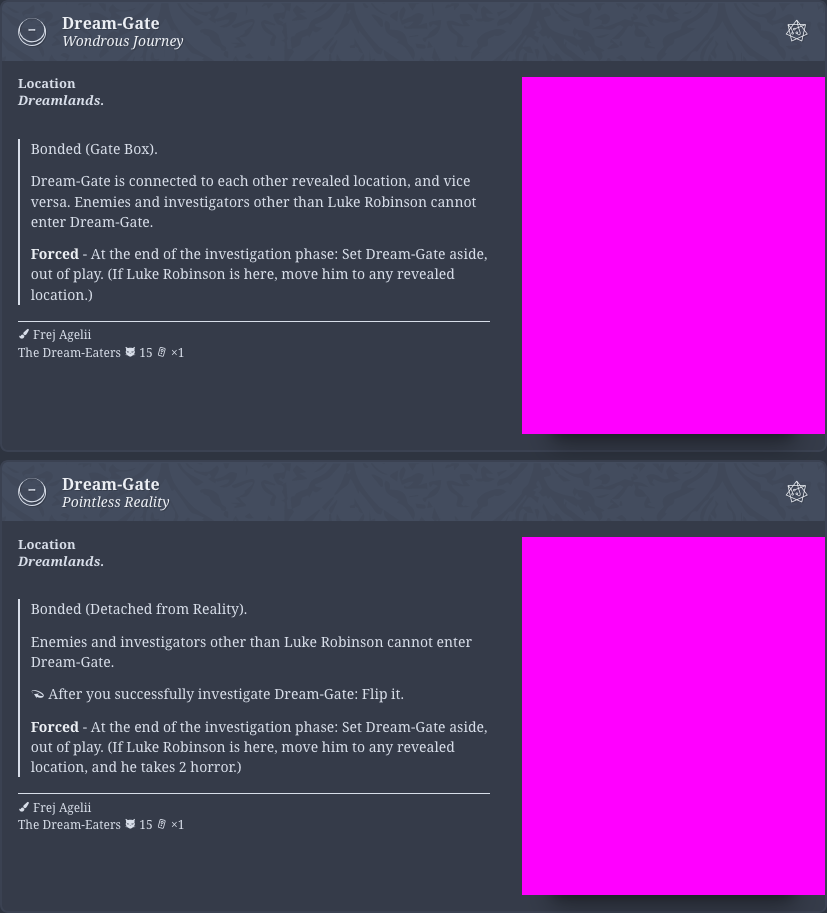 Dream-Gate
Wondrous Journey
Location
Dreamlands.
Bonded (Gate Box).
Dream-Gate is connected to each other revealed location, and vice
versa. Enemies and investigators other than Luke Robinson cannot
enter Dream-Gate.
Forced - At the end of the investigation phase: Set Dream-Gate aside,
out of play. (If Luke Robinson is here, move him to any revealed
location.)
Frej Agelii
The Dream-Eaters 15 ×1
Dream-Gate
Pointless Reality
Location
Dreamlands.
Bonded (Detached from Reality).
Enemies and investigators other than Luke Robinson cannot enter
Dream-Gate.
After you successfully investigate Dream-Gate: Flip it.
Forced - At the end of the investigation phase: Set Dream-Gate aside,
out of play. (If Luke Robinson is here, move him to any revealed
location, and he takes 2 horror.)
Frej Agelii
The Dream-Eaters 15 ×1